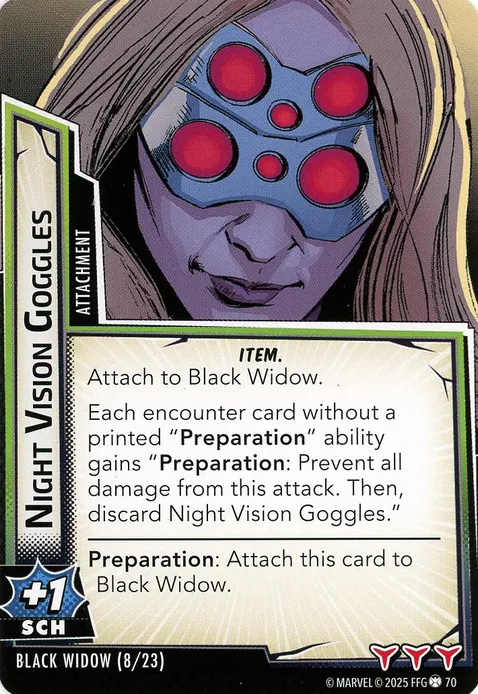 NIGHT VISION GOGGLES
ATTACHMENT
ITEM.
Attach to Black Widow.
Each encounter card without a
printed “Preparation” ability
gains “Preparation: Prevent all
damage from this attack. Then,
discard Night Vision Goggles.”
Preparation: Attach this card to
Black Widow.
+1
SCH
BLACK WIDOW (8/23)
© MARVEL © 2025 FFG 70